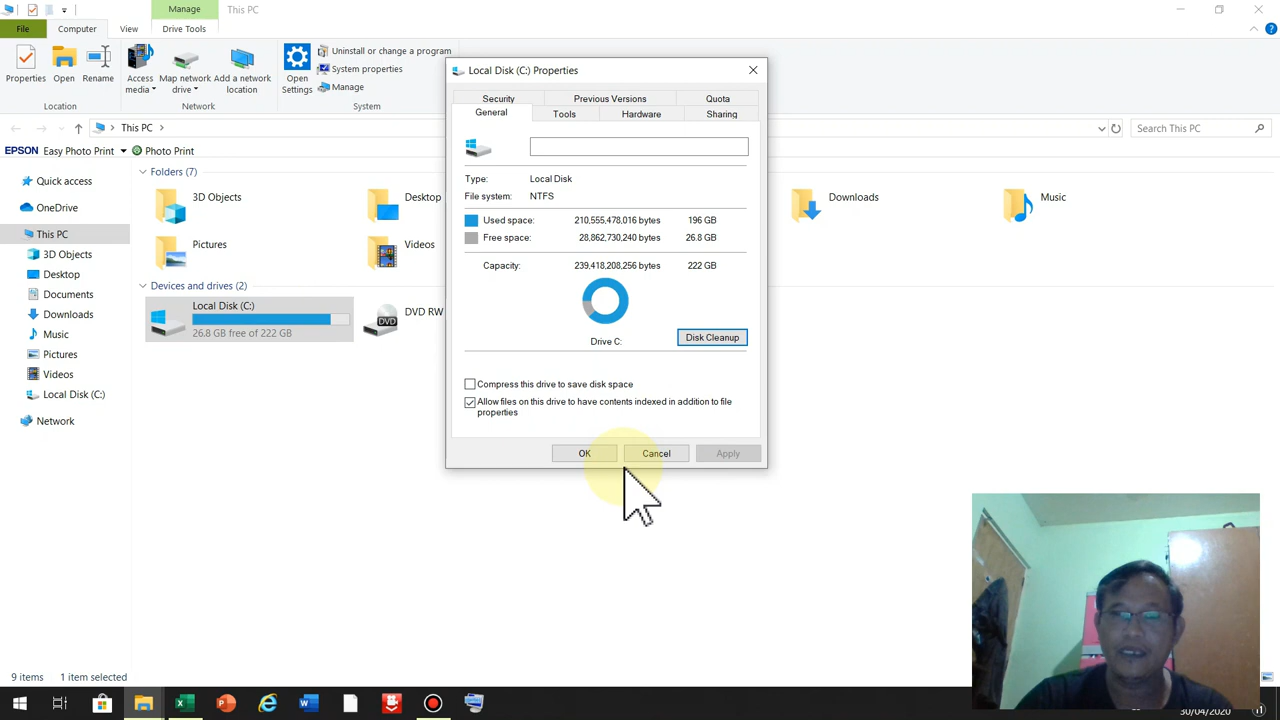 Manage
This PC
File
Computer
View
Drive Tools
Properties
Open
Rename
Access media
Map network drive
Add a network location
Open Settings
Uninstall or change a program
System properties
Manage
Location
Network
System
This PC
Search This PC
EPSON Easy Photo Print
Photo Print
Quick access
OneDrive
This PC
3D Objects
Desktop
Documents
Downloads
Music
Pictures
Videos
Local Disk (C:)
Network
Folders (7)
3D Objects
Desktop
Downloads
Music
Pictures
Videos
Devices and drives (2)
Local Disk (C:)
26.8 GB free of 222 GB
DVD
DVD RW
Local Disk (C:) Properties
Security
Previous Versions
Quota
General
Tools
Hardware
Sharing
Type: Local Disk
File system: NTFS
Used space: 210,555,478,016 bytes 196 GB
Free space: 28,862,730,240 bytes 26.8 GB
Capacity: 239,418,208,256 bytes 222 GB
Drive C:
Disk Cleanup
Compress this drive to save disk space
Allow files on this drive to have contents indexed in addition to file
properties
OK
Cancel
Apply
9 items
1 item selected
30/04/2020